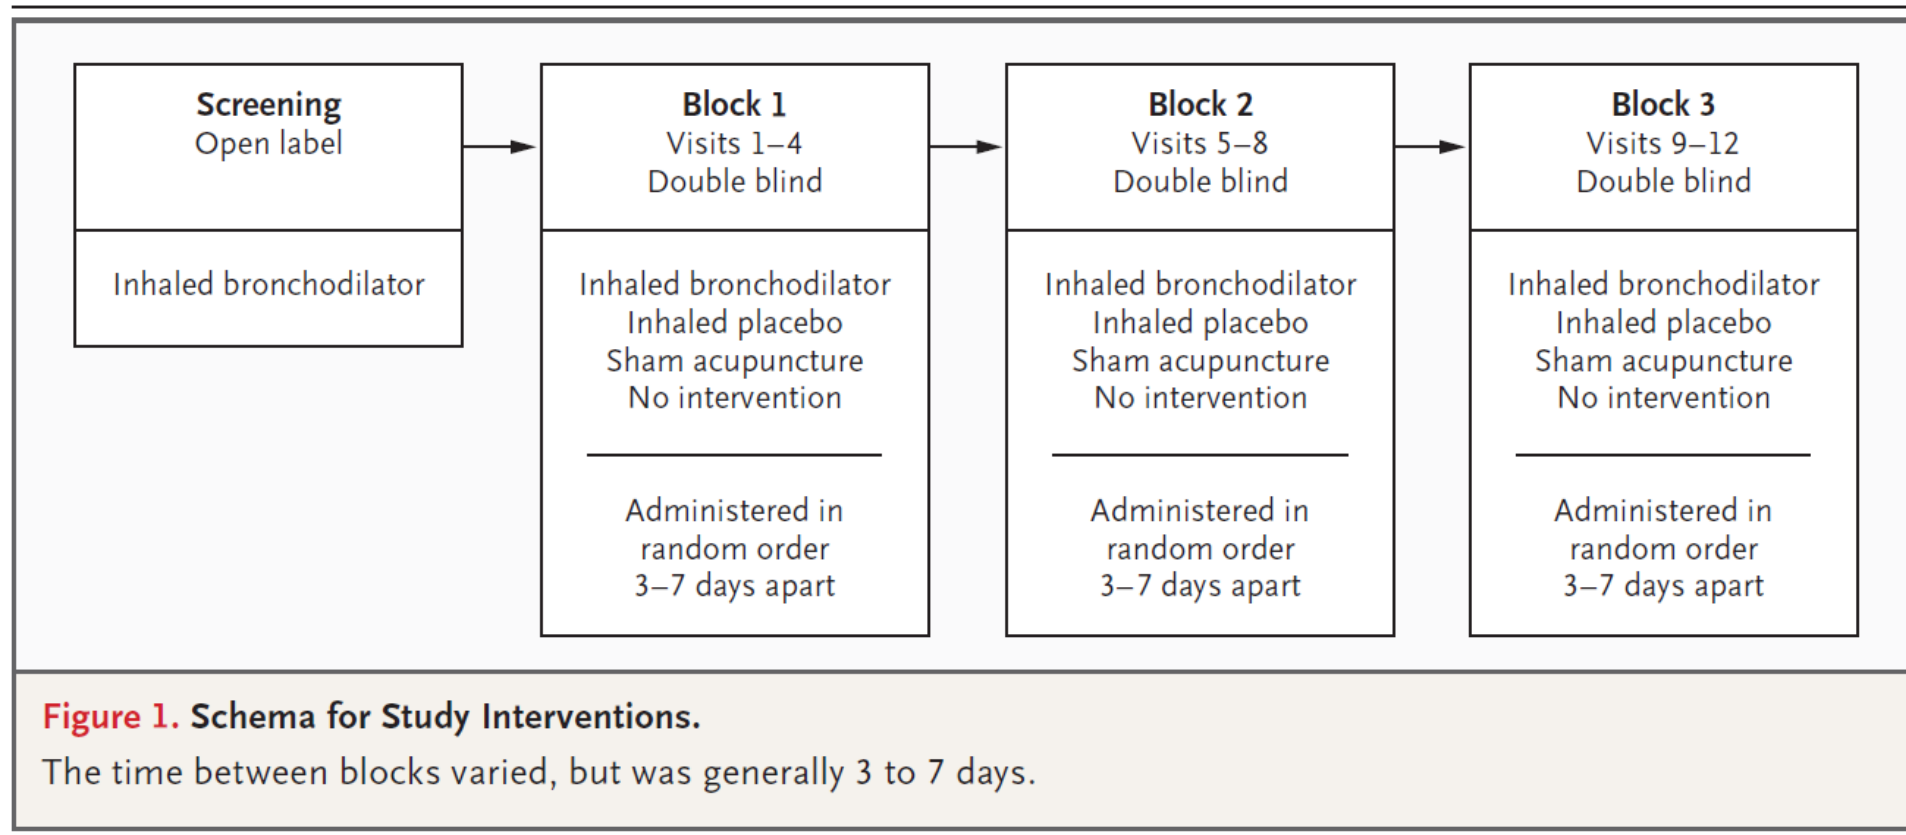 Screening
Open label
Inhaled bronchodilator
Block 1
Visits 1–4
Double blind
Inhaled bronchodilator
Inhaled placebo
Sham acupuncture
No intervention
Administered in
random order
3–7 days apart
Block 2
Visits 5–8
Double blind
Inhaled bronchodilator
Inhaled placebo
Sham acupuncture
No intervention
Administered in
random order
3–7 days apart
Block 3
Visits 9–12
Double blind
Inhaled bronchodilator
Inhaled placebo
Sham acupuncture
No intervention
Administered in
random order
3–7 days apart
Figure 1. Schema for Study Interventions.
The time between blocks varied, but was generally 3 to 7 days.